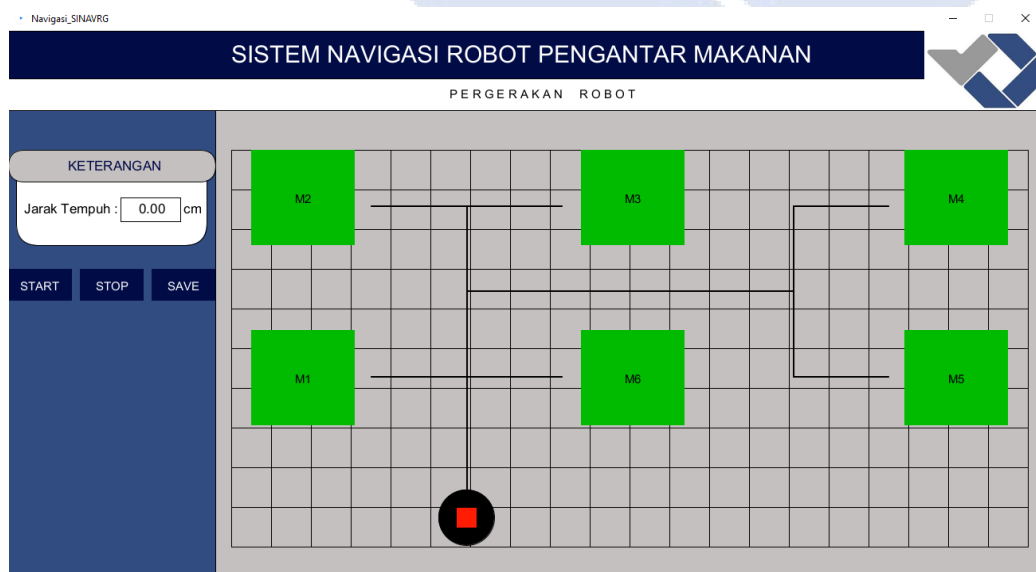 Navigasi_SINAVRG
SISTEM NAVIGASI ROBOT PENGANTAR MAKANAN
PERGERAKAN ROBOT
KETERANGAN
Jarak Tempuh : 0.00 cm
START STOP SAVE
M2 M3 M4
M1 M6 M5